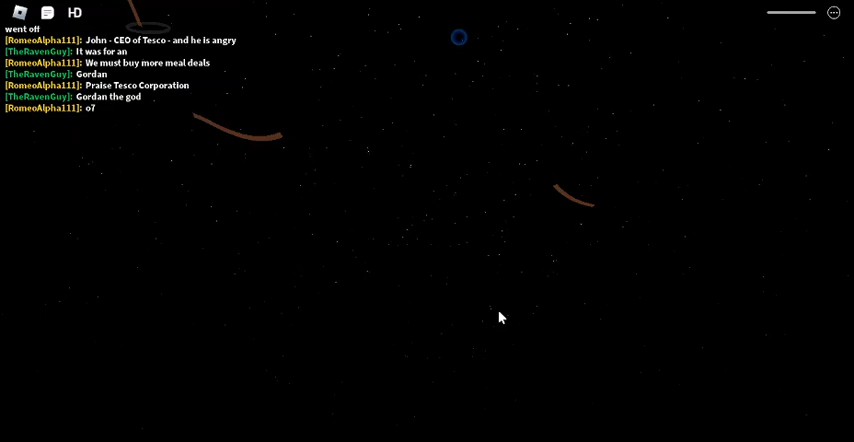 HD
went off
[RomeoAlpha111]: John - CEO of Tesco - and he is angry
[TheRavenGuy]: It was for an
[RomeoAlpha111]: We must buy more meal deals
[TheRavenGuy]: Gordan
[RomeoAlpha111]: Praise Tesco Corporation
[TheRavenGuy]: Gordan the god
[RomeoAlpha111]: o7